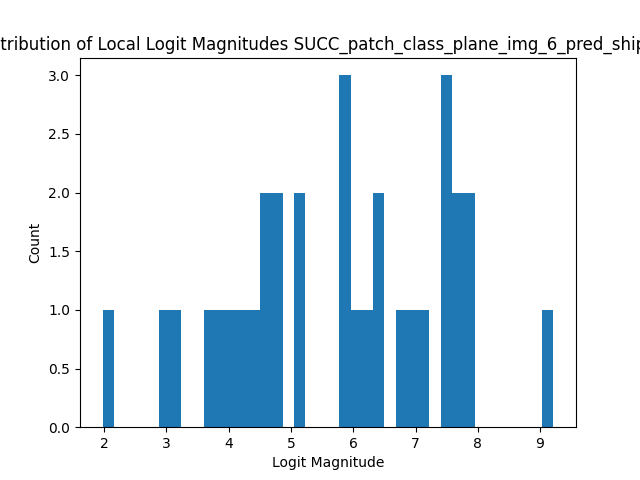 tribution of Local Logit Magnitudes SUCC_patch_class_plane_img_6_pred_ship
3.0
2.5
2.0
1.5
1.0
0.5
0.0
Count
2 3 4 5 6 7 8 9
Logit Magnitude